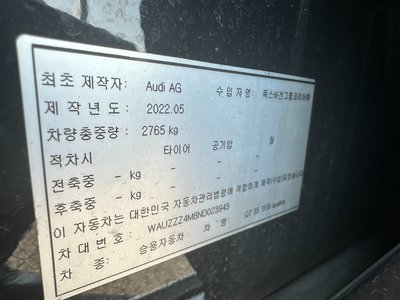 최초 제작자: Audi AG 수 입 자 명: 폭스바겐그룹코리아㈜
제 작 년 도 : 2022.05
차량총중량: 2765 kg
적차시 타이어 공기압 림
전축중 - kg
후축중 - kg
이 자동차는 대한민국 자동차관리법령에 적합하게 제작(수입)되었습니다
차 대 번 호: WAUZZZ4M8ND023943
차 종: 승용자동차 차 명: Q7 55 TFSI quattro